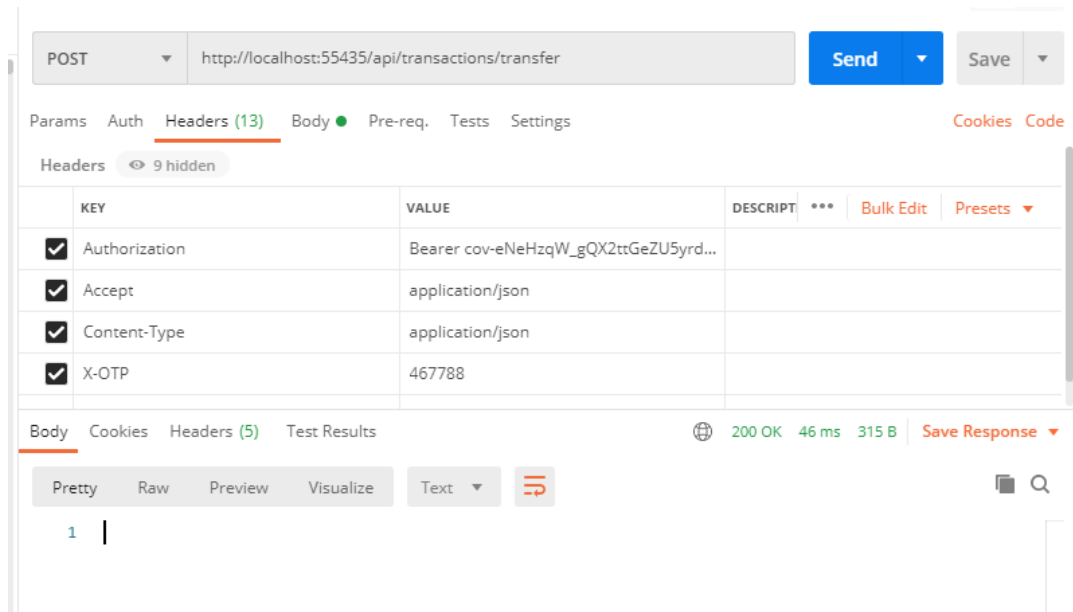 POST http://localhost:55435/api/transactions/transfer Send Save
Params Auth Headers (13) Body Pre-req. Tests Settings Cookies Code
Headers 9 hidden
KEY VALUE DESCRIPT ••• Bulk Edit Presets
Authorization Bearer cov-eNeHzqW_gQX2ttGeZU5yrd...
Accept application/json
Content-Type application/json
X-OTP 467788
Body Cookies Headers (5) Test Results 200 OK 46 ms 315 B Save Response
Pretty Raw Preview Visualize Text
1